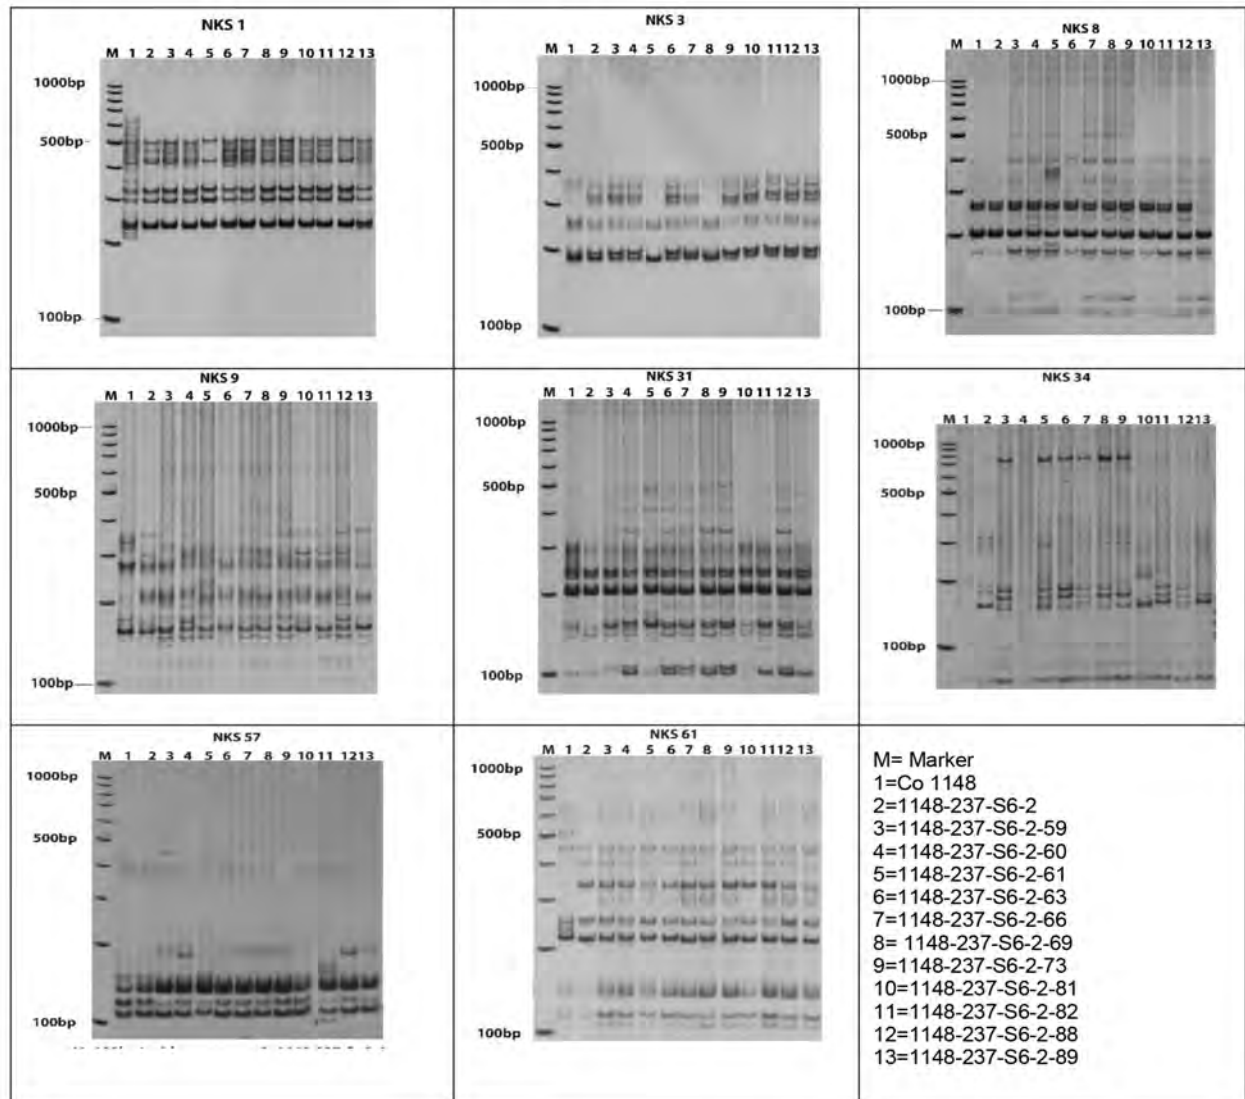 NKS 1
M 1 2 3 4 5 6 7 8 9 10 11 12 13
1000bp
500bp
100bp
NKS 3
M 1 2 3 4 5 6 7 8 9 10 11 12 13
1000bp
500bp
100bp
NKS 8
M 1 2 3 4 5 6 7 8 9 10 11 12 13
1000bp
500bp
100bp
NKS 9
M 1 2 3 4 5 6 7 8 9 10 11 12 13
1000bp
500bp
100bp
NKS 31
M 1 2 3 4 5 6 7 8 9 10 11 12 13
1000bp
500bp
100bp
NKS 34
M 1 2 3 4 5 6 7 8 9 10 11 12 13
1000bp
500bp
100bp
NKS 57
M 1 2 3 4 5 6 7 8 9 10 11 12 13
1000bp
500bp
100bp
NKS 61
M 1 2 3 4 5 6 7 8 9 10 11 12 13
1000bp
500bp
100bp
M= Marker
1=Co 1148
2=1148-237-S6-2
3=1148-237-S6-2-59
4=1148-237-S6-2-60
5=1148-237-S6-2-61
6=1148-237-S6-2-63
7=1148-237-S6-2-66
8= 1148-237-S6-2-69
9=1148-237-S6-2-73
10=1148-237-S6-2-81
11=1148-237-S6-2-82
12=1148-237-S6-2-88
13=1148-237-S6-2-89